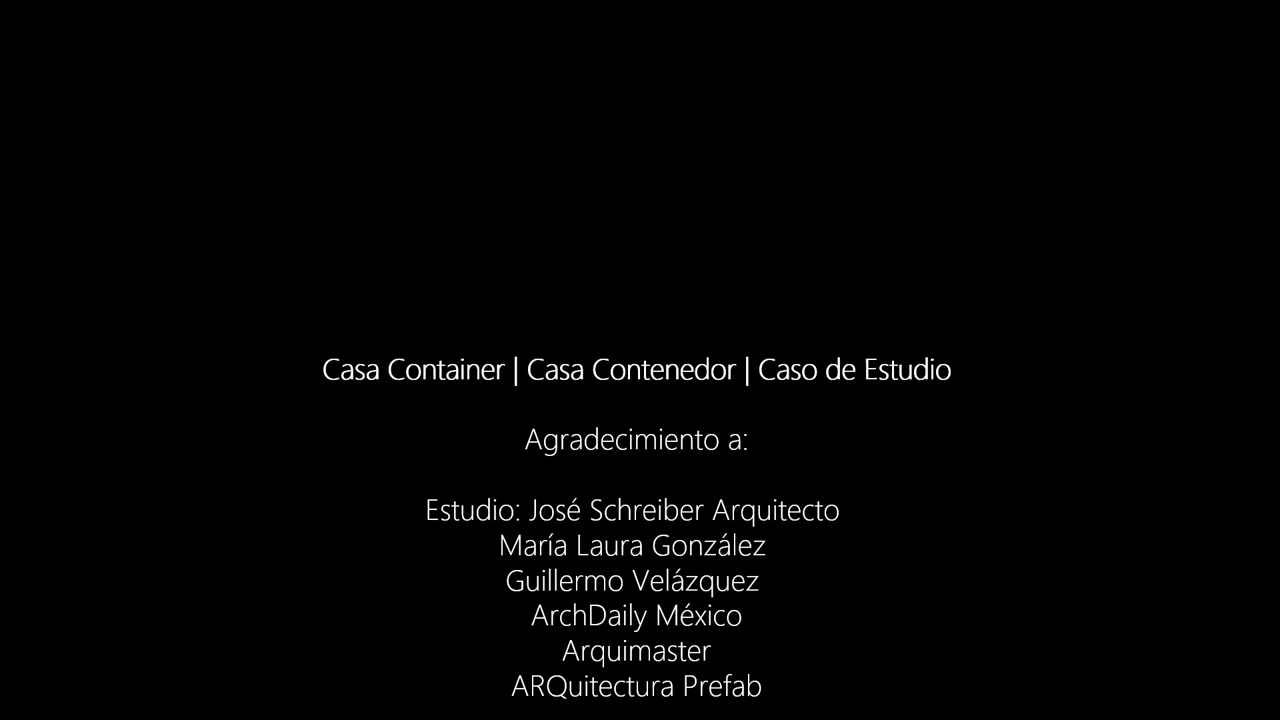 Casa Container | Casa Contenedor | Caso de Estudio
Agradecimiento a:
Estudio: José Schreiber Arquitecto
María Laura González
Guillermo Velázquez
ArchDaily México
Arquimaster
ARQuitectura Prefab